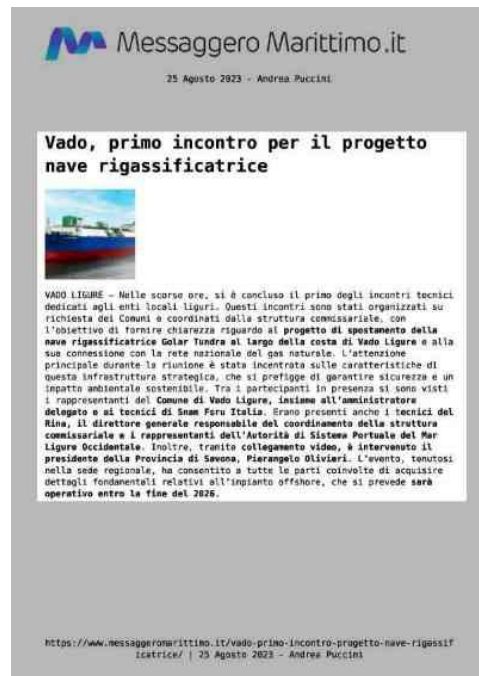 Messaggero Marittimo.it
25 Agosto 2023 - Andrea Puccini
Vado, primo incontro per il progetto
nave rigassificatrice
VADO LIGURE – Nelle scorse ore, si è concluso il primo degli incontri tecnici
dedicati agli enti locali liguri. Questi incontri sono stati organizzati su
richiesta dei Comuni e coordinati dalla struttura commissariale, con
l'obiettivo di fornire chiarezza riguardo al progetto di spostamento della
nave rigassificatrice Golar Tundra al largo della costa di Vado Ligure e alla
sua connessione con la rete nazionale del gas naturale. L'attenzione
principale durante la riunione è stata incentrata sulle caratteristiche di
questa infrastruttura strategica, che si prefigge di garantire sicurezza e un
impatto ambientale sostenibile. Tra i partecipanti in presenza si sono visti
i rappresentanti del Comune di Vado Ligure, insieme all'amministratore
delegato e ai tecnici di Snam Fsru Italia. Erano presenti anche i tecnici del
Rina, il direttore generale responsabile del coordinamento della struttura
commissariale e i rappresentanti dell'Autorità di Sistema Portuale del Mar
Ligure Occidentale. Inoltre, tramite collegamento video, è intervenuto il
presidente della Provincia di Savona, Pierangelo Olivieri. L'evento, tenutosi
nella sede regionale, ha consentito a tutte le parti coinvolte di acquisire
dettagli fondamentali relativi all'inpianto offshore, che si prevede sarà
operativo entro la fine del 2026.
https://www.messaggeromarittimo.it/vado-primo-incontro-progetto-nave-rigassif
icatrice/ | 25 Agosto 2023 - Andrea Puccini